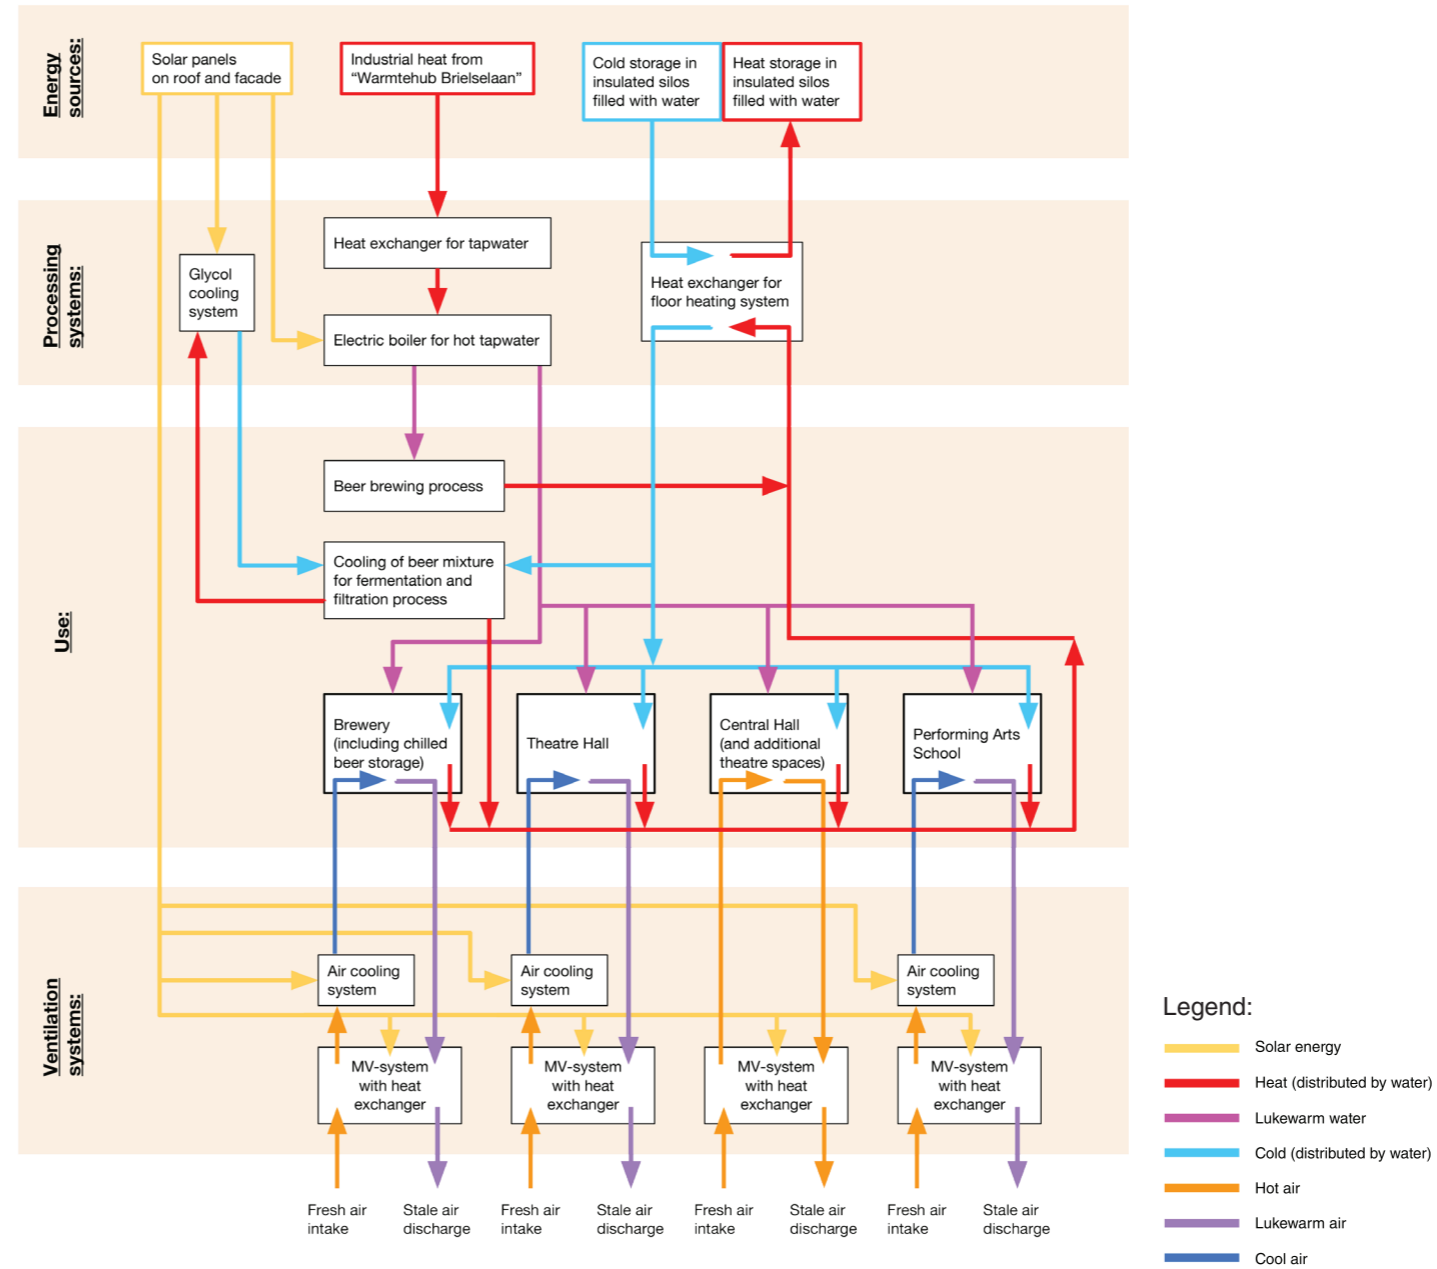 Energy
sources:
Solar panels
on roof and facade
Industrial heat from
“Warmtehub Brielselaan”
Cold storage in
insulated silos
filled with water
Heat storage in
insulated silos
filled with water
Processing
systems:
Glycol
cooling
system
Heat exchanger for tapwater
Electric boiler for hot tapwater
Heat exchanger for
floor heating system
Use:
Beer brewing process
Cooling of beer mixture
for fermentation and
filtration process
Brewery
(including chilled
beer storage)
Theatre Hall
Central Hall
(and additional
theatre spaces)
Performing Arts
School
Ventilation
systems:
Air cooling
system
Air cooling
system
Air cooling
system
MV-system
with heat
exchanger
MV-system
with heat
exchanger
MV-system
with heat
exchanger
MV-system
with heat
exchanger
Fresh air
intake
Stale air
discharge
Fresh air
intake
Stale air
discharge
Fresh air
intake
Stale air
discharge
Fresh air
intake
Stale air
discharge
Legend:
Solar energy
Heat (distributed by water)
Lukewarm water
Cold (distributed by water)
Hot air
Lukewarm air
Cool air